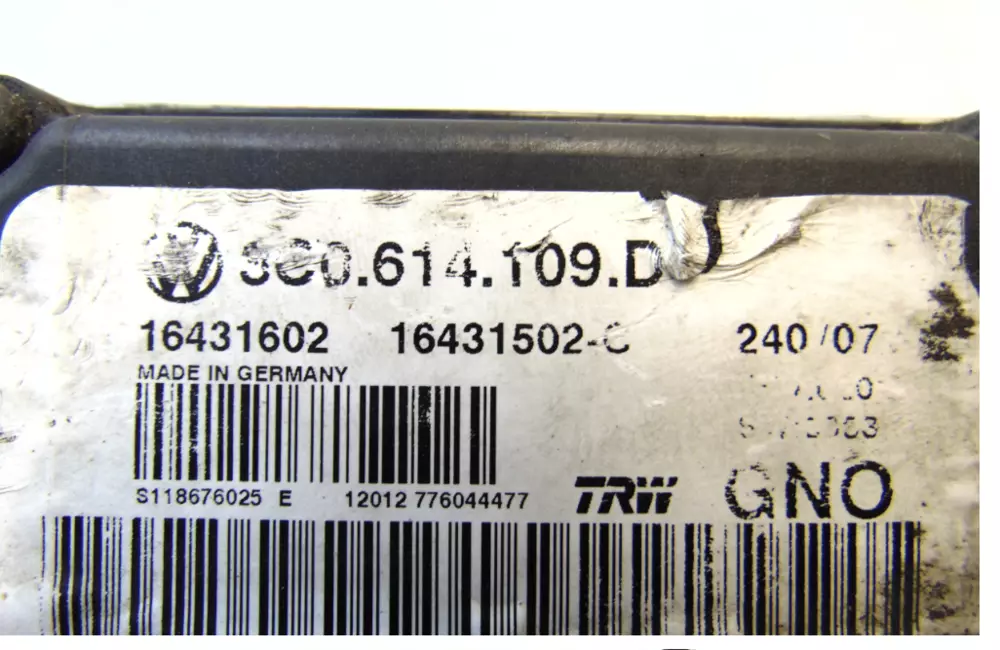 3C0.614.109.D
16431602 16431502- 240/07
MADE IN GERMANY
S118676025 E 12012 776044477
TRW GNO